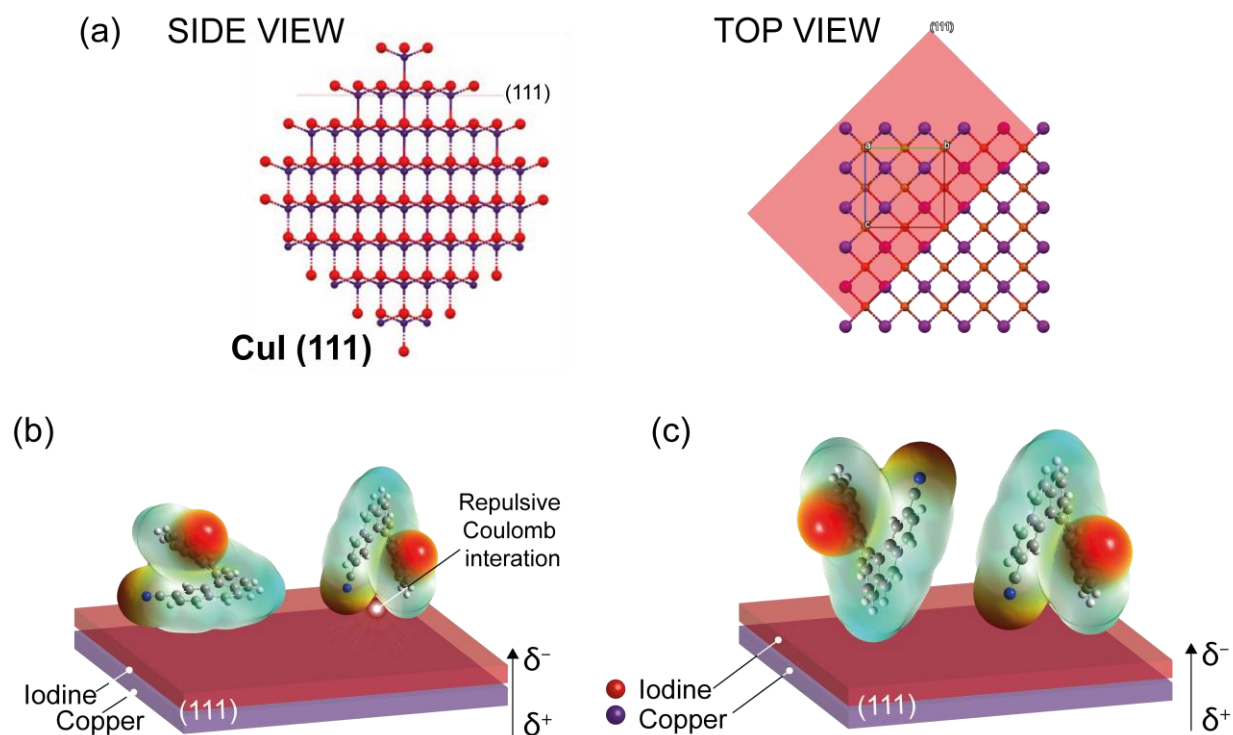 (a) SIDE VIEW
TOP VIEW
(111)
(111)
a
b
c
CuI (111)
(b)
(c)
Repulsive
Coulomb
interation
Iodine
Copper
(111)
δ⁻
δ⁺
Iodine
Copper
(111)
δ⁻
δ⁺